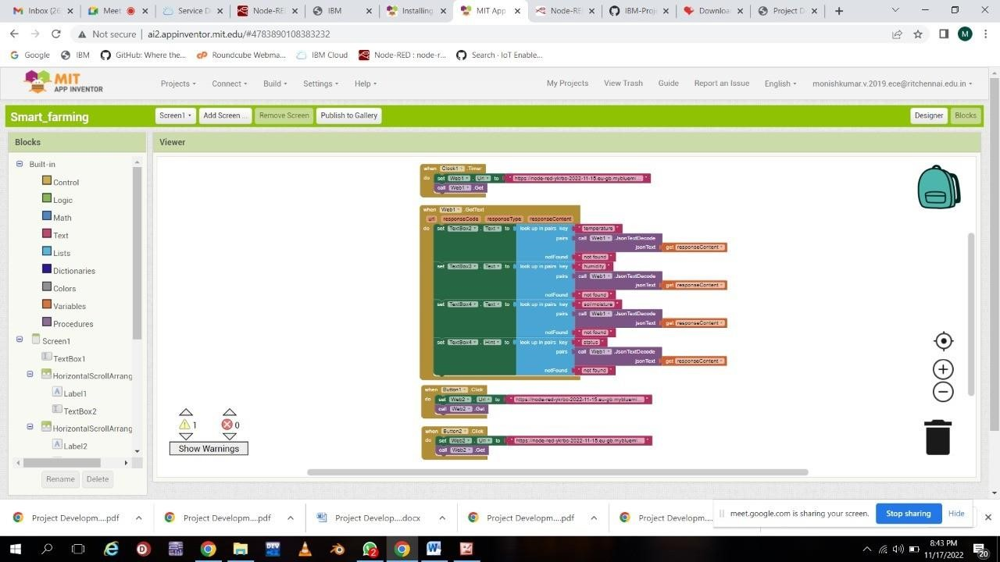 Inbox (26
Meet
Service D
Node-REI
IBM
Installing
MIT App
Node-RE
IBM-Proj
Downloa
Project D
Not secure | ai2.appinventor.mit.edu/#4783890108383232
M
Google
IBM
GitHub: Where the...
Roundcube Webma...
IBM Cloud
Node-RED : node-r...
Search · IoT Enable...
MIT
APP INVENTOR
Projects
Connect
Build
Settings
Help
My Projects
View Trash
Guide
Report an Issue
English
monishkumar.v.2019.ece@ritchennai.edu.in
Smart_farming
Screen1
Add Screen ...
Remove Screen
Publish to Gallery
Designer
Blocks
Blocks
Built-in
Control
Logic
Math
Text
Lists
Dictionaries
Colors
Variables
Procedures
Screen1
TextBox1
HorizontalScrollArrang
Label1
TextBox2
HorizontalScrollArrang
Label2
Rename
Delete
Viewer
when Clock1 .Timer
do set Web1 . Url to " https://node-red-ykrbc-2022-11-15.eu-gb.mybluemi... "
call Web1 .Get
when Web1 .GotText
url responseCode responseType responseContent
do set TextBox2 . Text to look up in pairs key " temperature "
pairs call Web1 .JsonTextDecode
jsonText get responseContent
notFound " not found "
set TextBox3 . Text to look up in pairs key " humidity "
pairs call Web1 .JsonTextDecode
jsonText get responseContent
notFound " not found "
set TextBox4 . Text to look up in pairs key " soilmoisture "
pairs call Web1 .JsonTextDecode
jsonText get responseContent
notFound " not found "
set TextBox4 . Hint to look up in pairs key " status "
pairs call Web1 .JsonTextDecode
jsonText get responseContent
notFound " not found "
when Button1 .Click
do set Web2 . Url to " https://node-red-ykrbc-2022-11-15.eu-gb.mybluemi... "
call Web2 .Get
when Button2 .Click
do set Web2 . Url to " https://node-red-ykrbc-2022-11-15.eu-gb.mybluemi... "
call Web2 .Get
1
0
Show Warnings
Project Developm....pdf
Project Developm....pdf
Project Develop....docx
Project Developm....pdf
Project Developm....
meet.google.com is sharing your screen.
Stop sharing
Hide
DEV
2
8:43 PM
11/17/2022
20